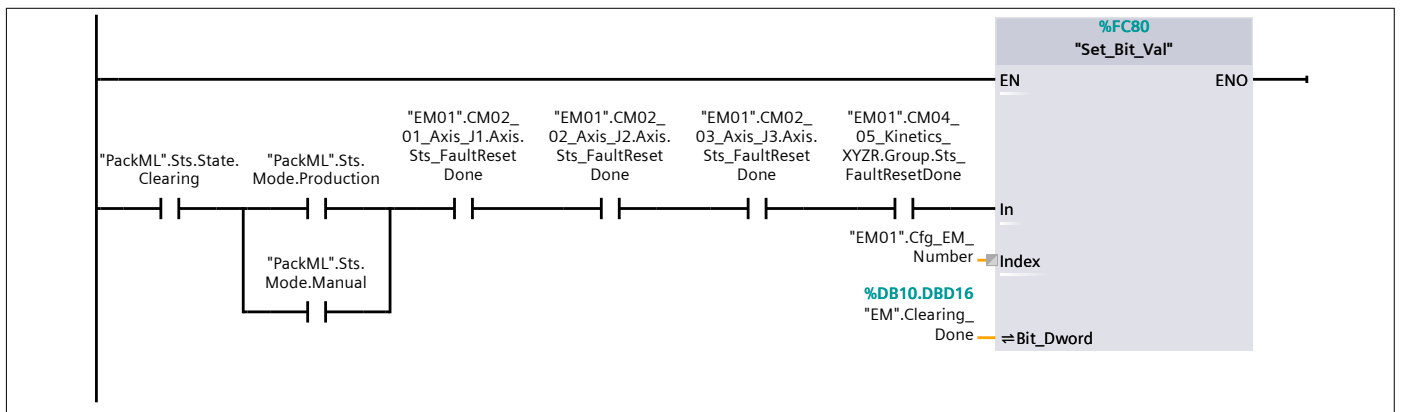 %FC80
"Set_Bit_Val"
EN
ENO
"PackML".Sts.State.
Clearing
"PackML".Sts.
Mode.Production
"EM01".CM02_
01_Axis_J1.Axis.
Sts_FaultReset
Done
"EM01".CM02_
02_Axis_J2.Axis.
Sts_FaultReset
Done
"EM01".CM02_
03_Axis_J3.Axis.
Sts_FaultReset
Done
"EM01".CM04_
05_Kinetics_
XYZR.Group.Sts_
FaultResetDone
In
"PackML".Sts.
Mode.Manual
"EM01".Cfg_EM_
Number
Index
%DB10.DBD16
"EM".Clearing_
Done
⇌Bit_Dword